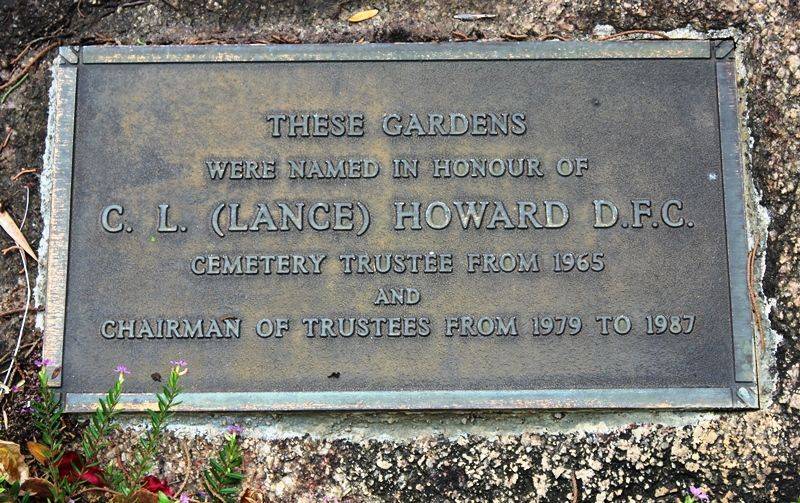 THESE GARDENS
WERE NAMED IN HONOUR OF
C. L. (LANCE) HOWARD D.F.C.
CEMETERY TRUSTEE FROM 1965
AND
CHAIRMAN OF TRUSTEES FROM 1979 TO 1987